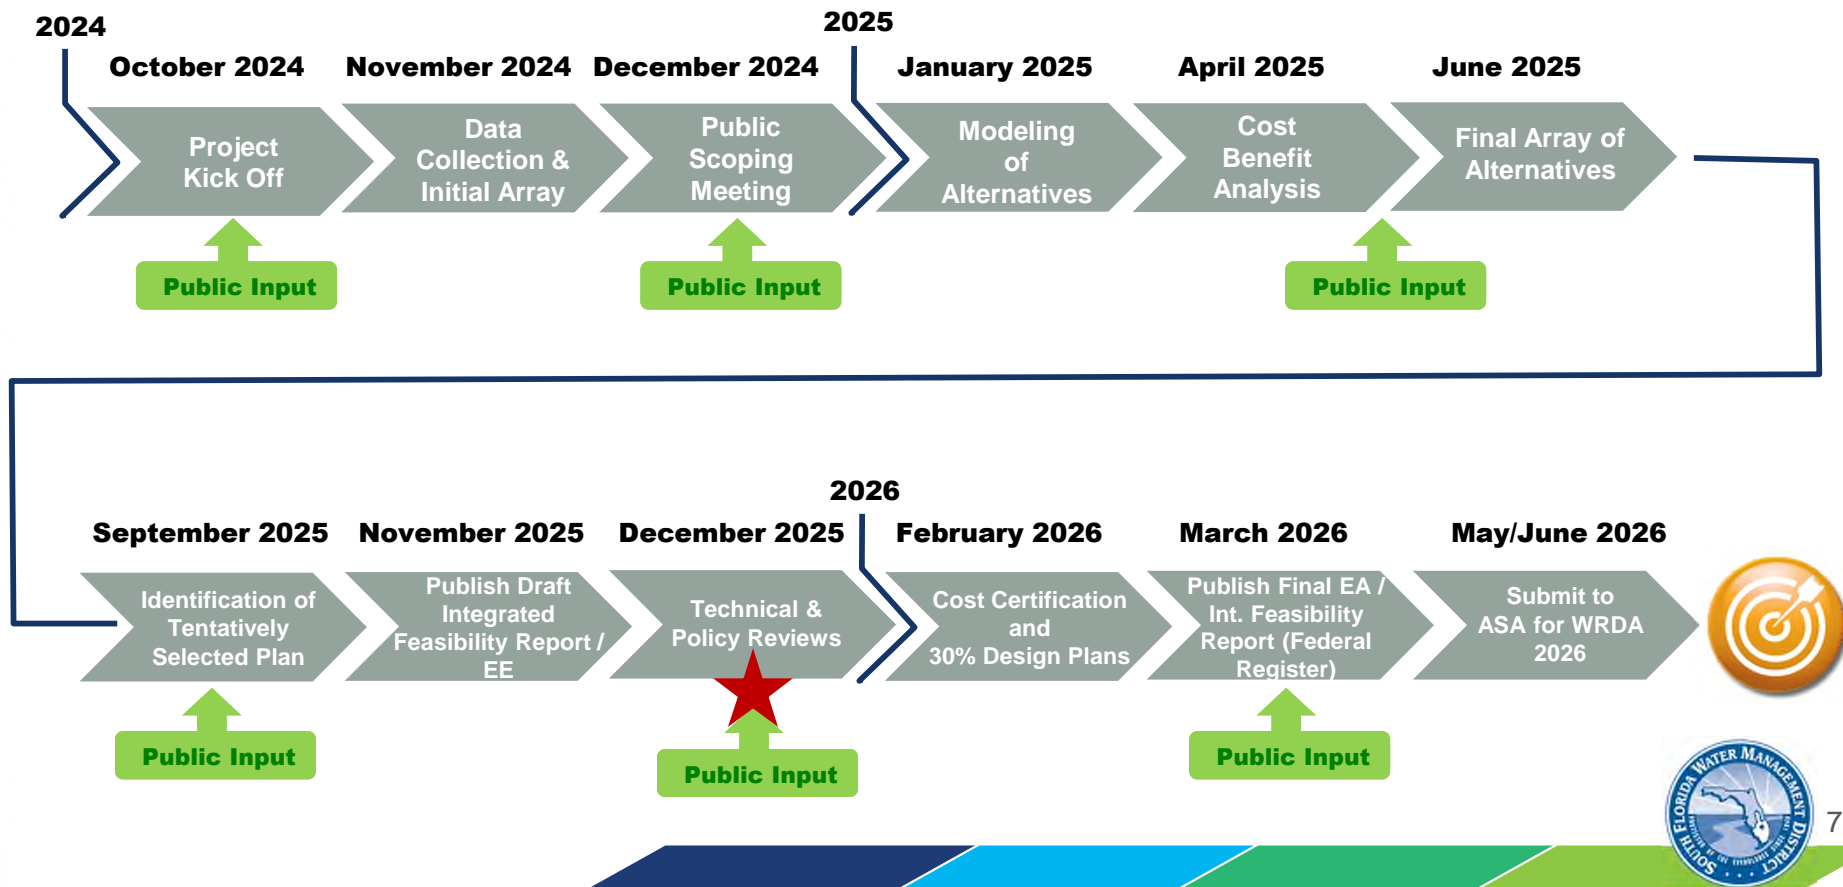 2024
2025
October 2024
November 2024
December 2024
January 2025
April 2025
June 2025
Project
Kick Off
Data
Collection &
Initial Array
Public
Scoping
Meeting
Modeling
of
Alternatives
Cost
Benefit
Analysis
Final Array of
Alternatives
Public Input
Public Input
Public Input
2026
September 2025
November 2025
December 2025
February 2026
March 2026
May/June 2026
Identification of
Tentatively
Selected Plan
Publish Draft
Integrated
Feasibility Report /
EE
Technical &
Policy Reviews
Cost Certification
and
30% Design Plans
Publish Final EA /
Int. Feasibility
Report (Federal
Register)
Submit to
ASA for WRDA
2026
Public Input
Public Input
Public Input
SOUTH FLORIDA WATER MANAGEMENT DISTRICT
7